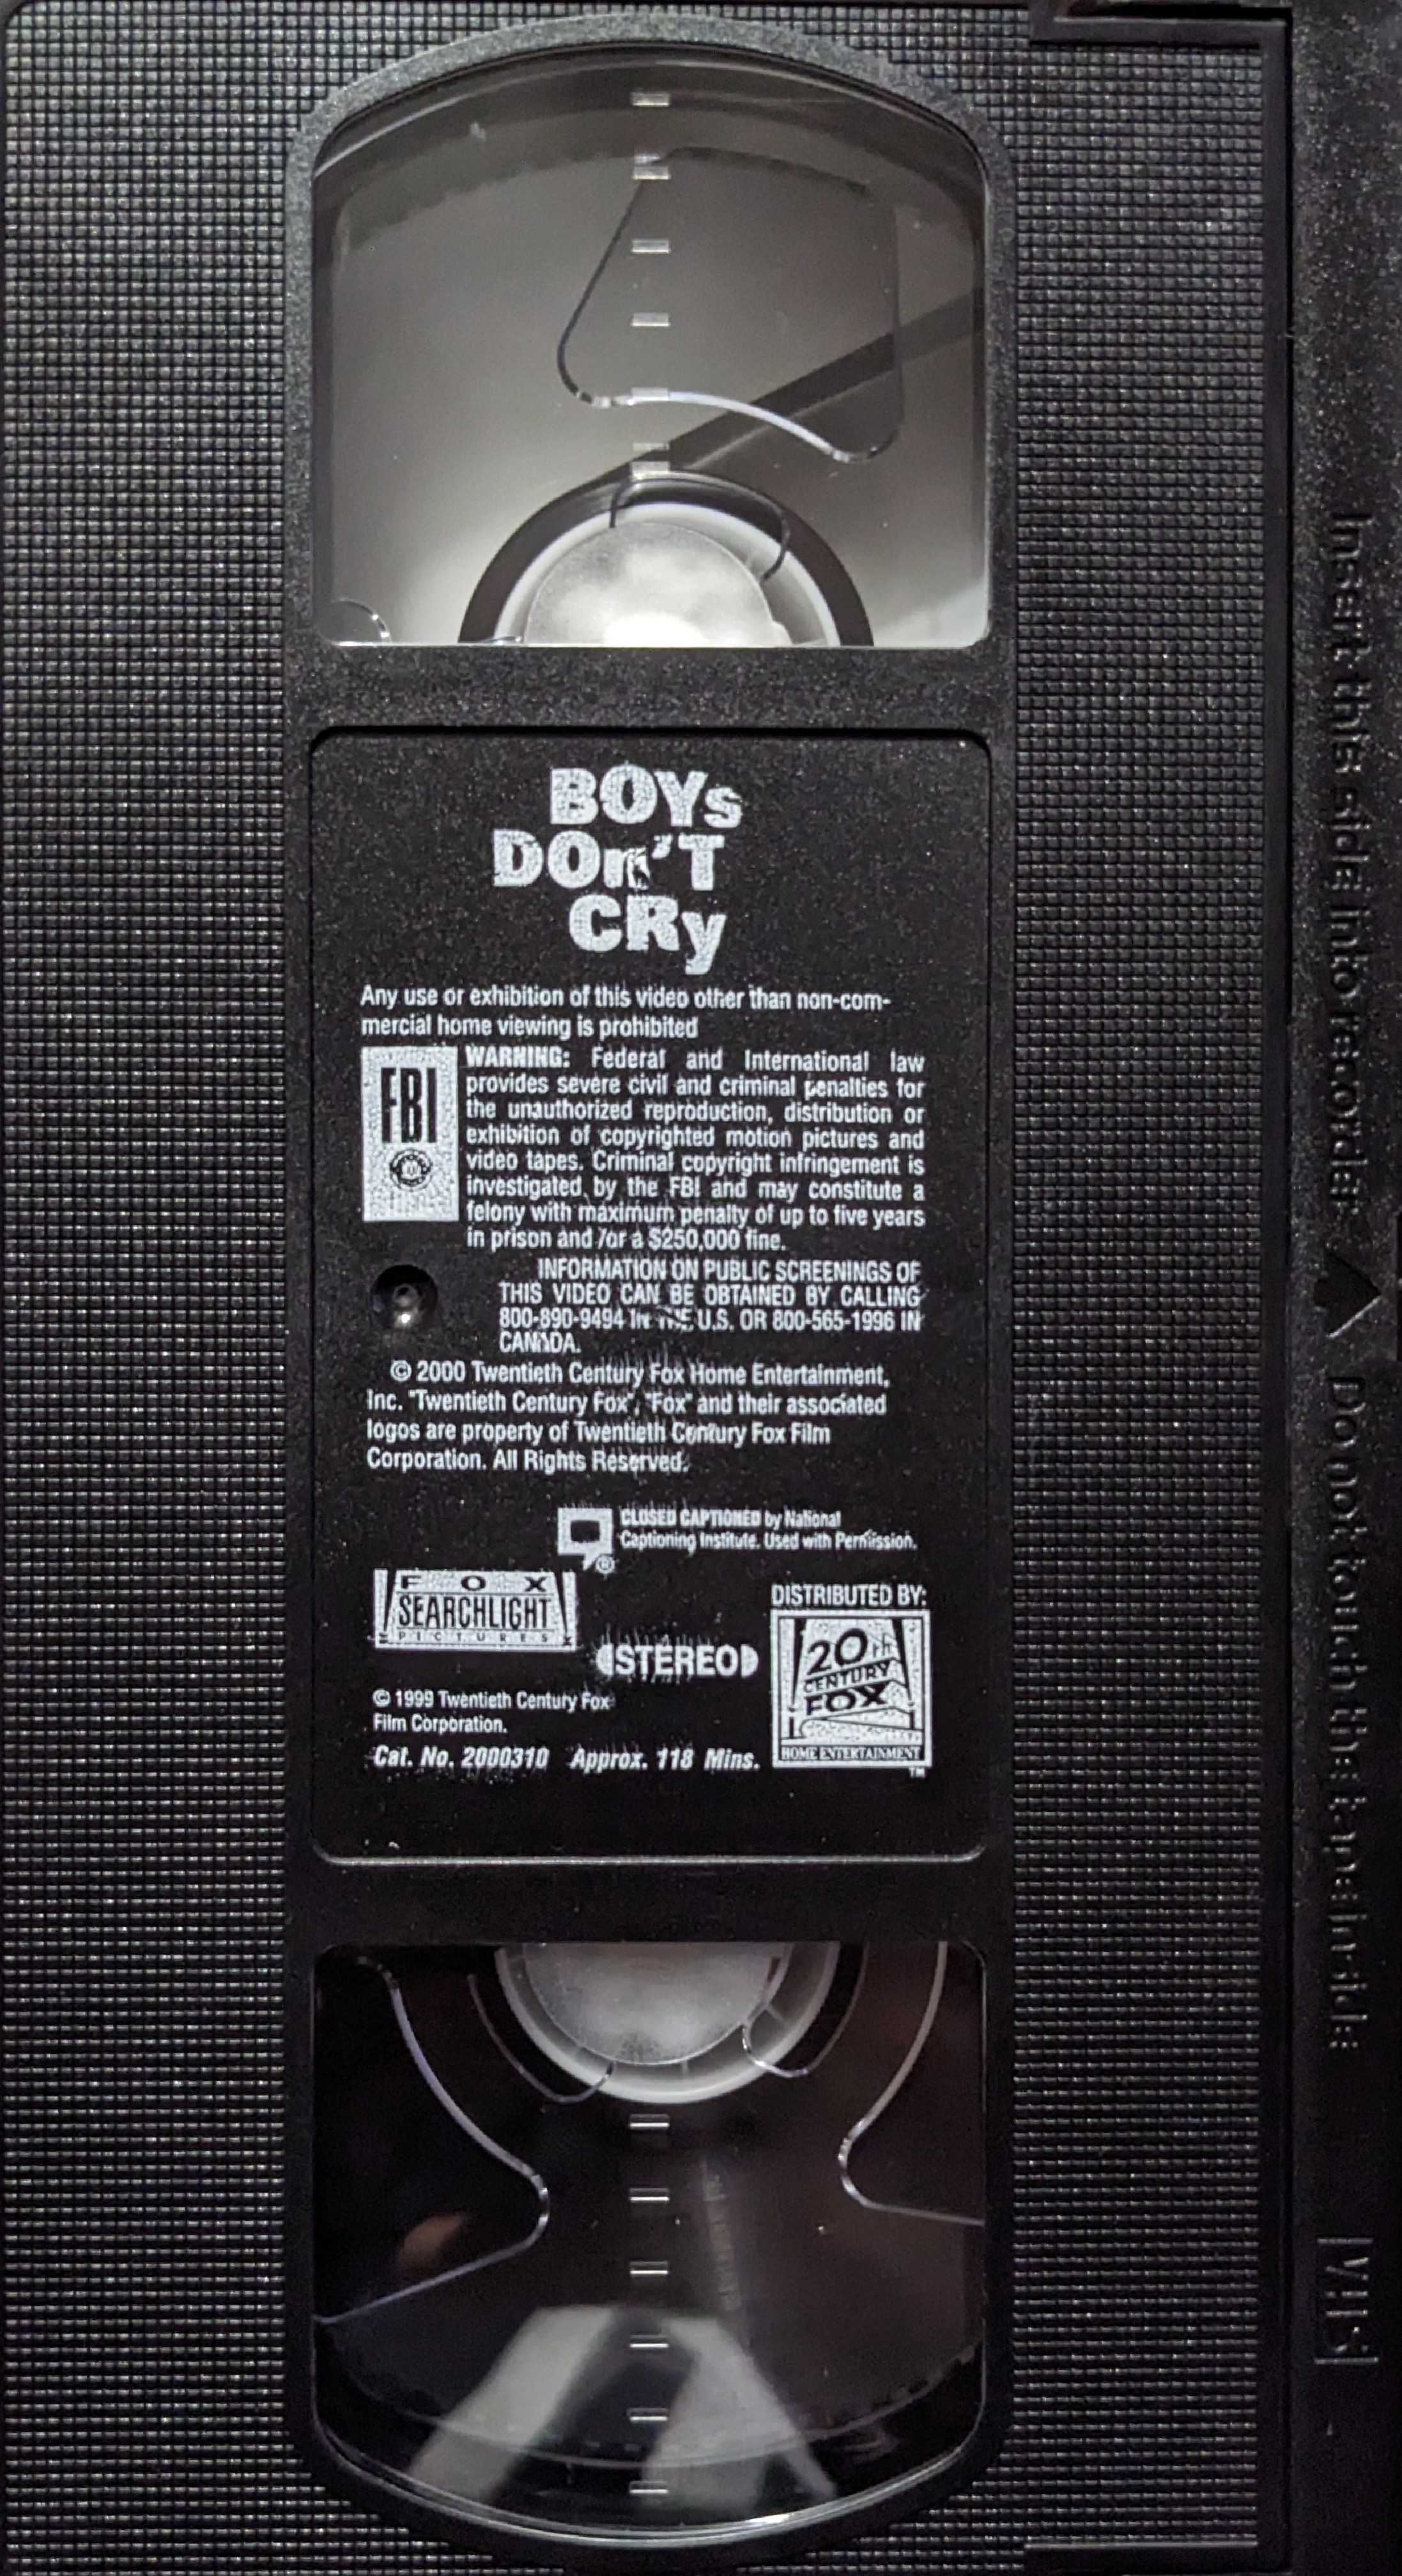 BOYs
DOn'T
CRy
Any use or exhibition of this video other than non-com-
mercial home viewing is prohibited
FBI
WARNING: Federal and International law
provides severe civil and criminal penalties for
the unauthorized reproduction, distribution or
exhibition of copyrighted motion pictures and
video tapes. Criminal copyright infringement is
investigated by the FBI and may constitute a
felony with maximum penalty of up to five years
in prison and /or a $250,000 fine.
INFORMATION ON PUBLIC SCREENINGS OF
THIS VIDEO CAN BE OBTAINED BY CALLING
800-890-9494 IN THE U.S. OR 800-565-1996 IN
CANADA.
© 2000 Twentieth Century Fox Home Entertainment,
Inc. "Twentieth Century Fox", "Fox" and their associated
logos are property of Twentieth Century Fox Film
Corporation. All Rights Reserved.
CLOSED CAPTIONED by National
Captioning Institute. Used with Permission.
®
FOX
SEARCHLIGHT
PICTURES
STEREO
DISTRIBUTED BY:
20th
CENTURY
FOX
HOME ENTERTAINMENT
TM
© 1999 Twentieth Century Fox
Film Corporation.
Cat. No. 2000310 Approx. 118 Mins.
Insert this side into recorder
Do not touch the tape inside
VHS